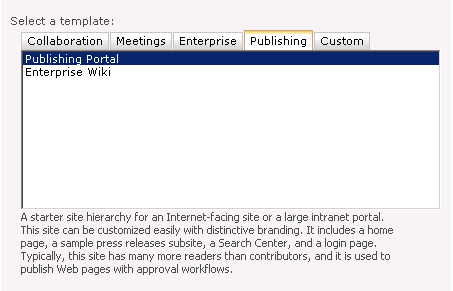 Select a template:
Collaboration Meetings Enterprise Publishing Custom
Publishing Portal
Enterprise Wiki
A starter site hierarchy for an Internet-facing site or a large intranet portal.
This site can be customized easily with distinctive branding. It includes a home
page, a sample press releases subsite, a Search Center, and a login page.
Typically, this site has many more readers than contributors, and it is used to
publish Web pages with approval workflows.